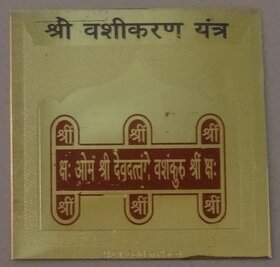 श्री वशीकरण यंत्र
श्रीं श्रीं श्रीं
क्षः ओम श्री देवदत्तंमे वशंकुरु श्रीं क्षः
श्रीं श्रीं श्रीं